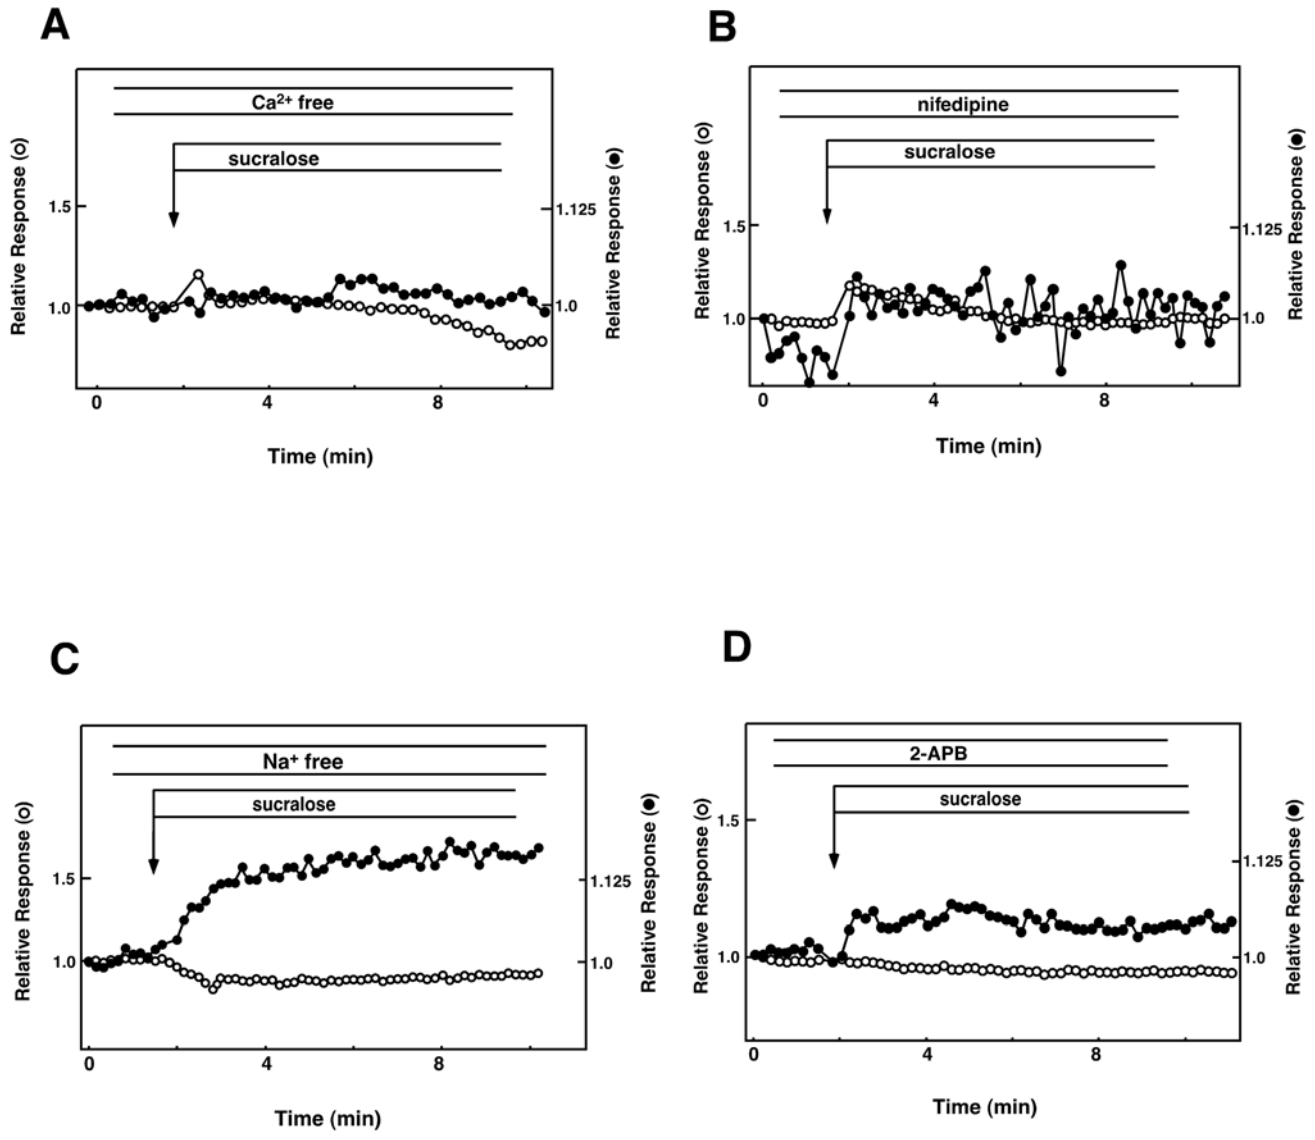 A
Ca²⁺ free
sucralose
Relative Response (○)
Relative Response (●)
1.5
1.0
1.125
1.0
0
4
8
Time (min)
B
nifedipine
sucralose
Relative Response (○)
Relative Response (●)
1.5
1.0
1.125
1.0
0
4
8
Time (min)
C
Na⁺ free
sucralose
Relative Response (○)
Relative Response (●)
1.5
1.0
1.125
1.0
0
4
8
Time (min)
D
2-APB
sucralose
Relative Response (○)
Relative Response (●)
1.5
1.0
1.125
1.0
0
4
8
Time (min)